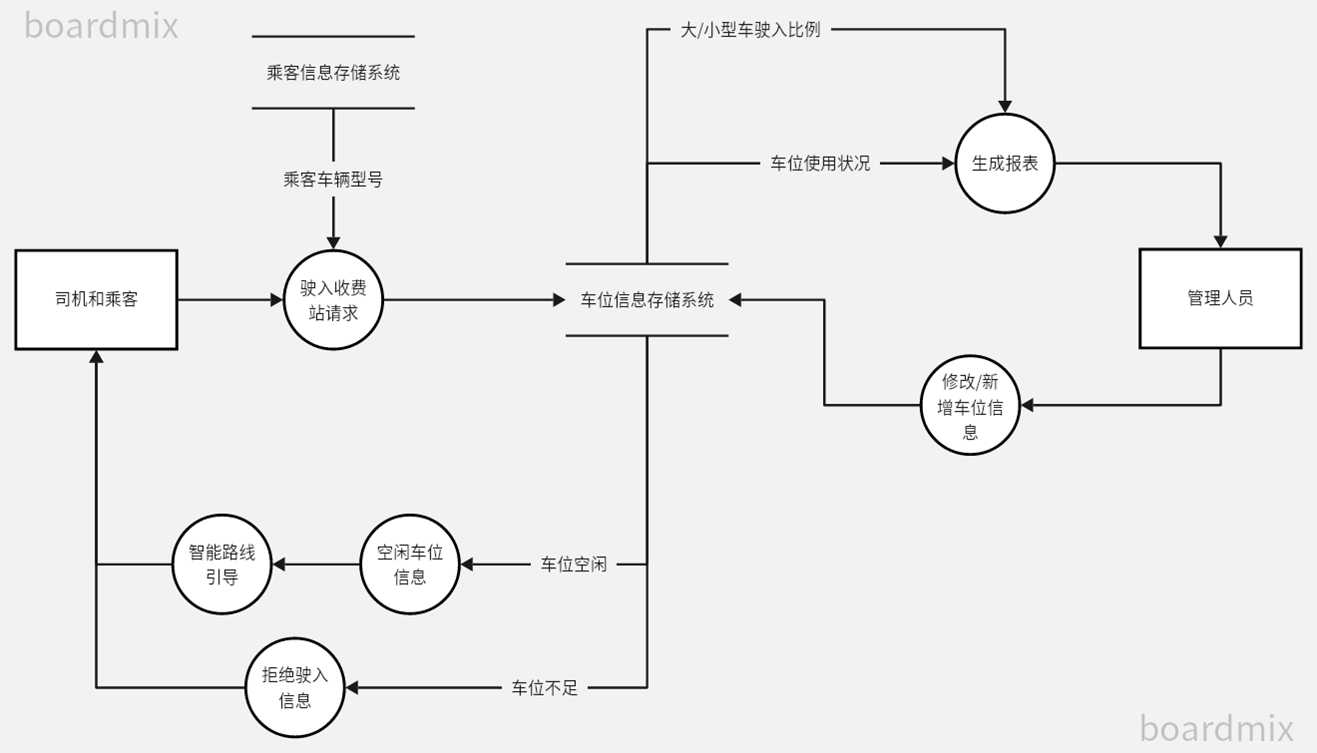 boardmix
大/小型车驶入比例
乘客信息存储系统
乘客车辆型号
车位使用状况
生成报表
司机和乘客
驶入收费
站请求
车位信息存储系统
管理人员
修改/新
增车位信
息
智能路线
引导
空闲车位
信息
车位空闲
拒绝驶入
信息
车位不足
boardmix